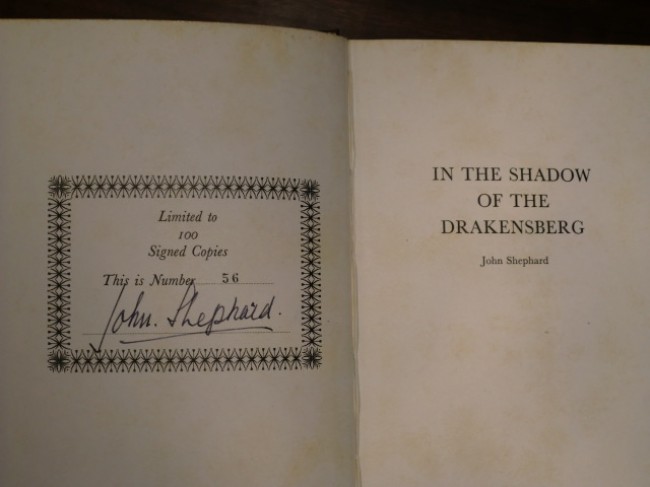 Limited to
100
Signed Copies
This is Number 56
John. Shephard.
IN THE SHADOW
OF THE
DRAKENSBERG
John Shephard